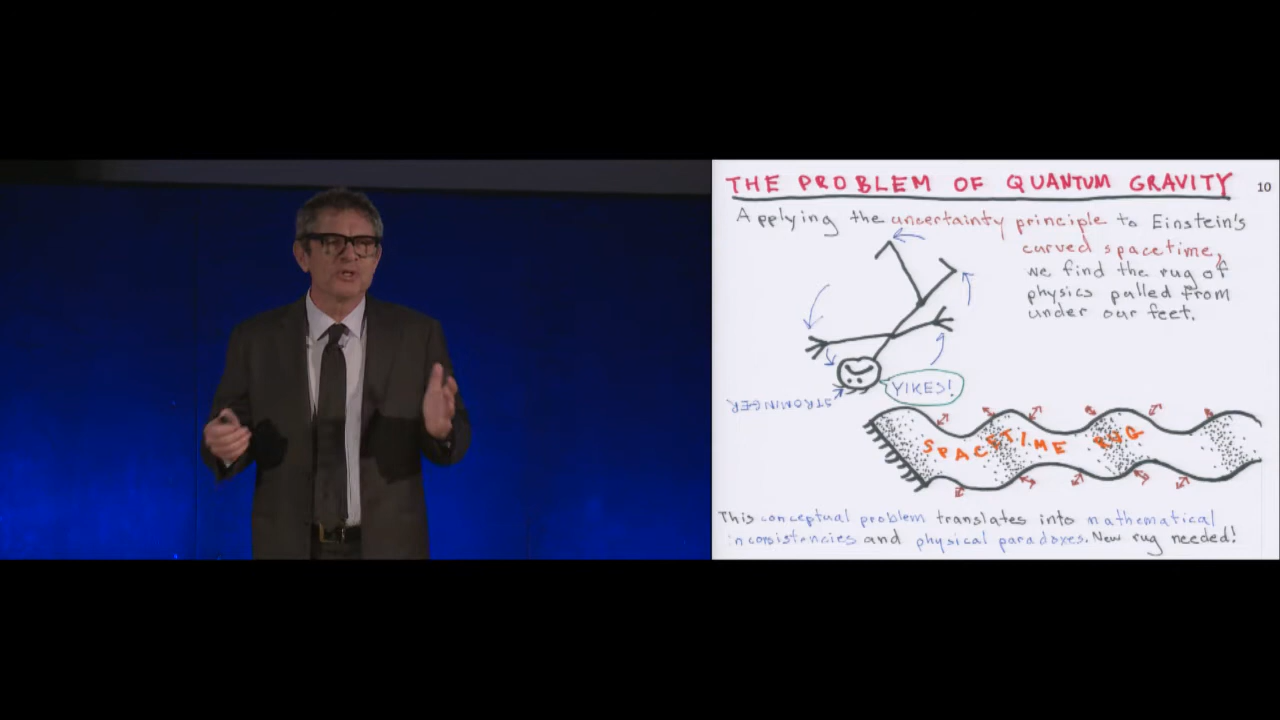 THE PROBLEM OF QUANTUM GRAVITY 10
Applying the uncertainty principle to Einstein's
curved spacetime,
we find the rug of
physics pulled from
under our feet.
YIKES!
STROMINGER
SPACETIME RUG
This conceptual problem translates into mathematical
inconsistencies and physical paradoxes. New rug needed!